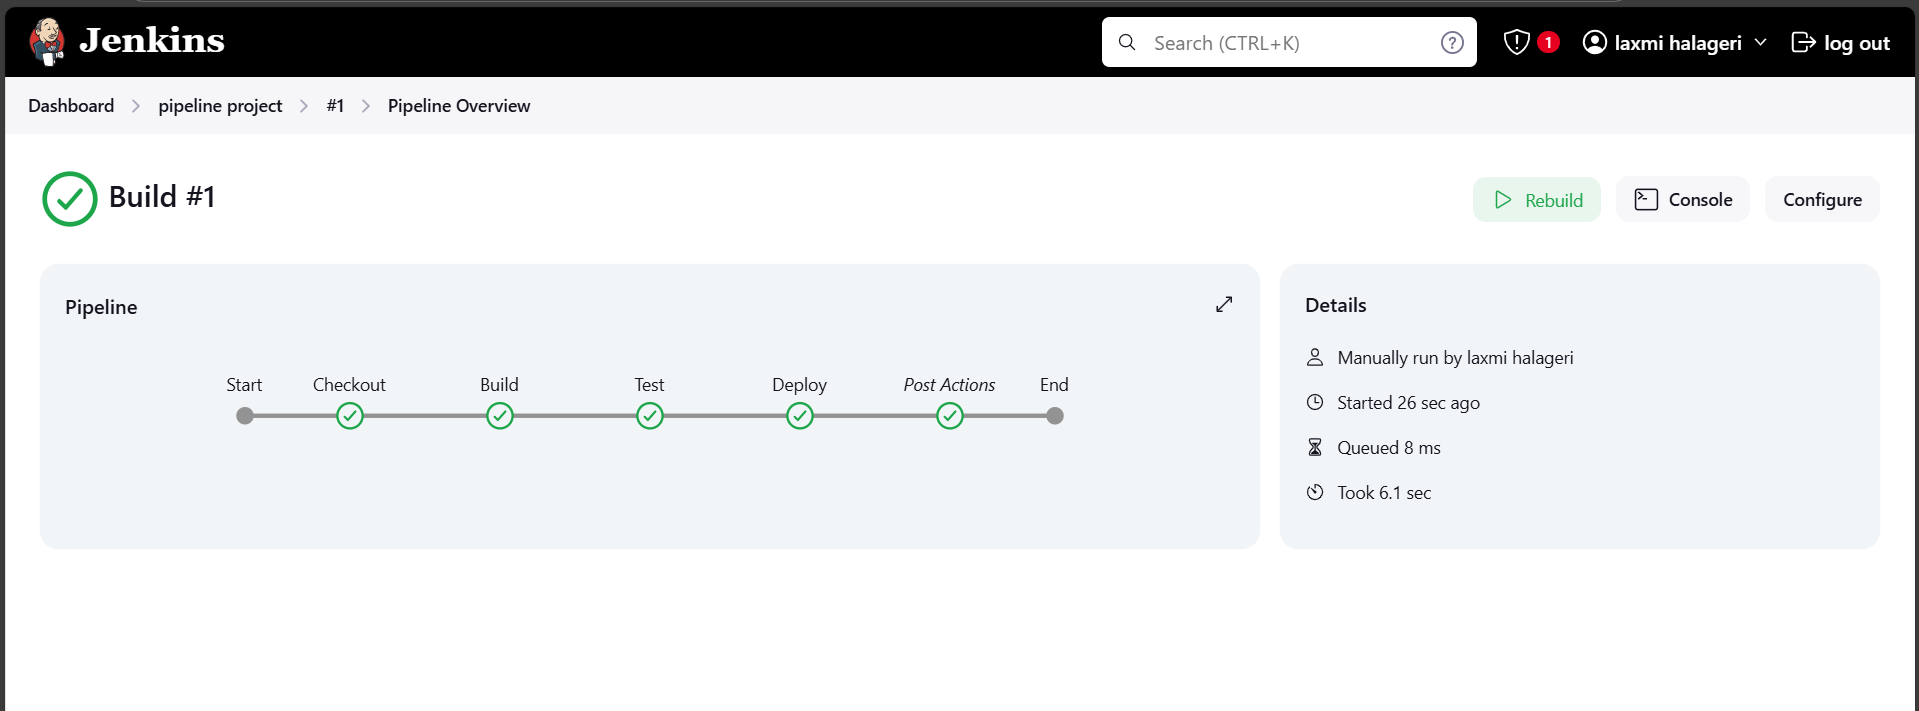 Jenkins
Search (CTRL+K)
1
laxmi halageri
log out
Dashboard
pipeline project
#1
Pipeline Overview
Build #1
Rebuild
Console
Configure
Pipeline
Start
Checkout
Build
Test
Deploy
Post Actions
End
Details
Manually run by laxmi halageri
Started 26 sec ago
Queued 8 ms
Took 6.1 sec